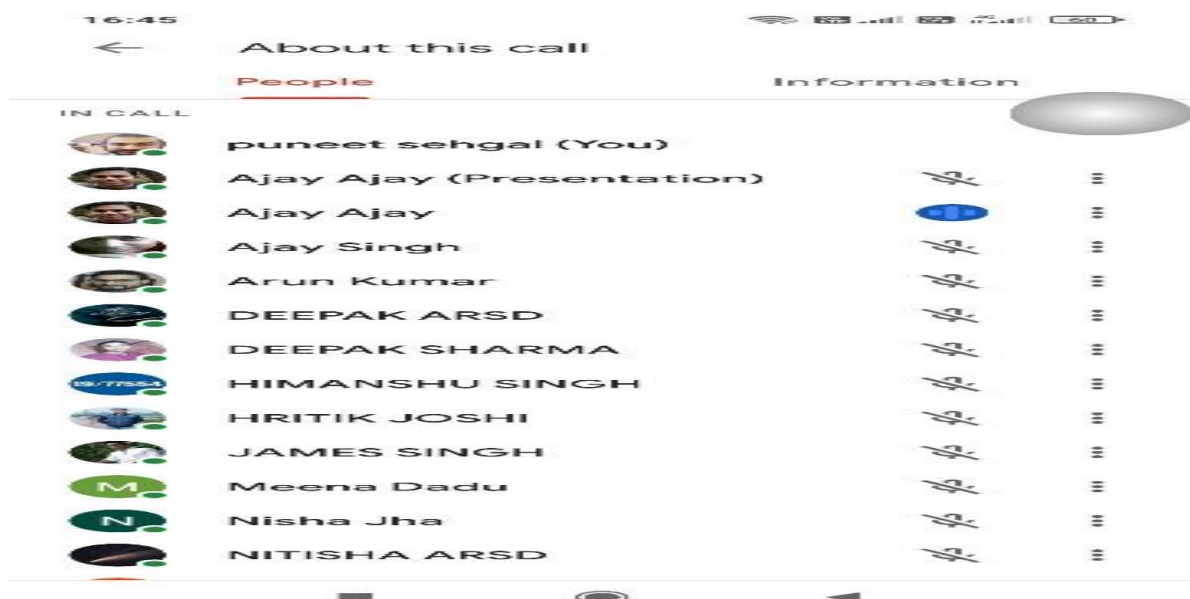 16:45
60
About this call
People Information
IN CALL
puneet sehgal (You)
Ajay Ajay (Presentation)
Ajay Ajay
Ajay Singh
Arun Kumar
DEEPAK ARSD
DEEPAK SHARMA
HIMANSHU SINGH
HRITIK JOSHI
JAMES SINGH
M Meena Dadu
N Nisha Jha
NITISHA ARSD